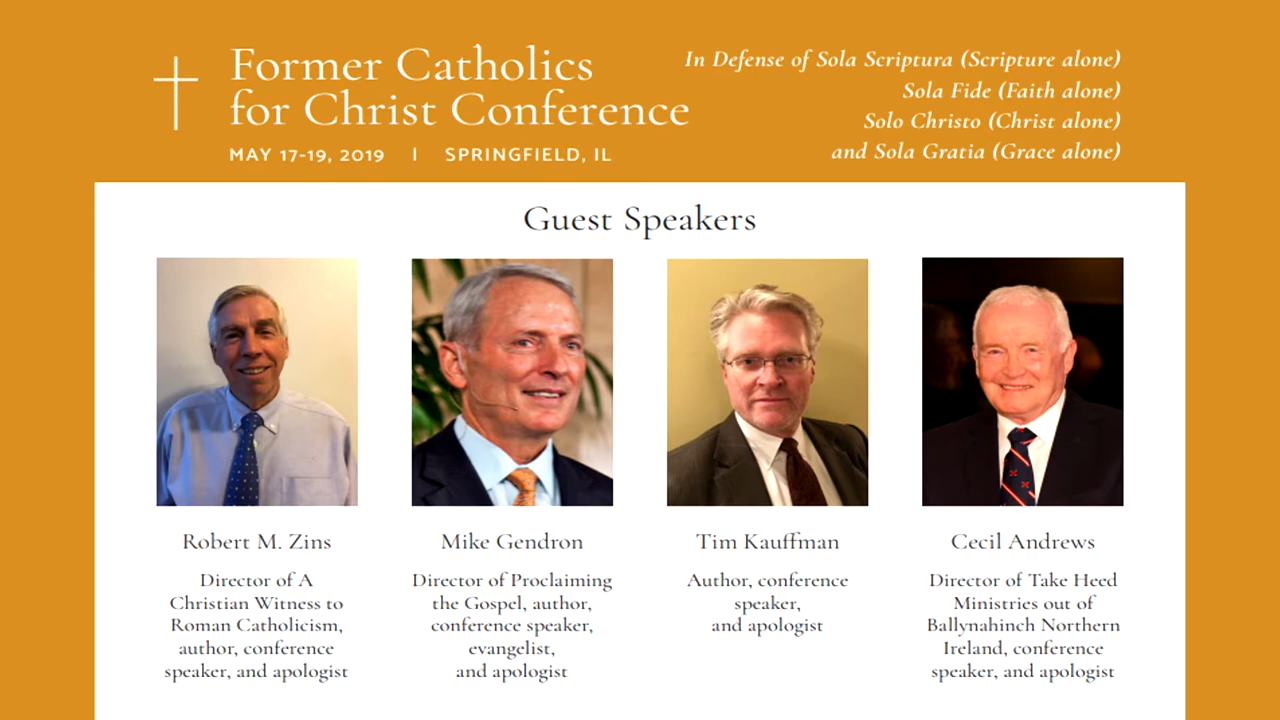 Former Catholics
for Christ Conference
MAY 17-19, 2019 | SPRINGFIELD, IL
In Defense of Sola Scriptura (Scripture alone)
Sola Fide (Faith alone)
Solo Christo (Christ alone)
and Sola Gratia (Grace alone)
Guest Speakers
Robert M. Zins
Director of A
Christian Witness to
Roman Catholicism,
author, conference
speaker, and apologist
Mike Gendron
Director of Proclaiming
the Gospel, author,
conference speaker,
evangelist,
and apologist
Tim Kauffman
Author, conference
speaker,
and apologist
Cecil Andrews
Director of Take Heed
Ministries out of
Ballynahinch Northern
Ireland, conference
speaker, and apologist